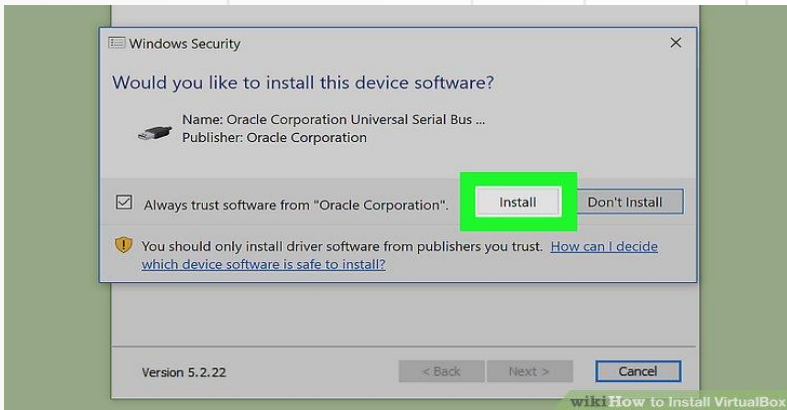 Windows Security
Would you like to install this device software?
Name: Oracle Corporation Universal Serial Bus ...
Publisher: Oracle Corporation
Always trust software from "Oracle Corporation".
Install
Don't Install
You should only install driver software from publishers you trust. How can I decide
which device software is safe to install?
Version 5.2.22
< Back
Next >
Cancel
wikiHow to Install VirtualBox